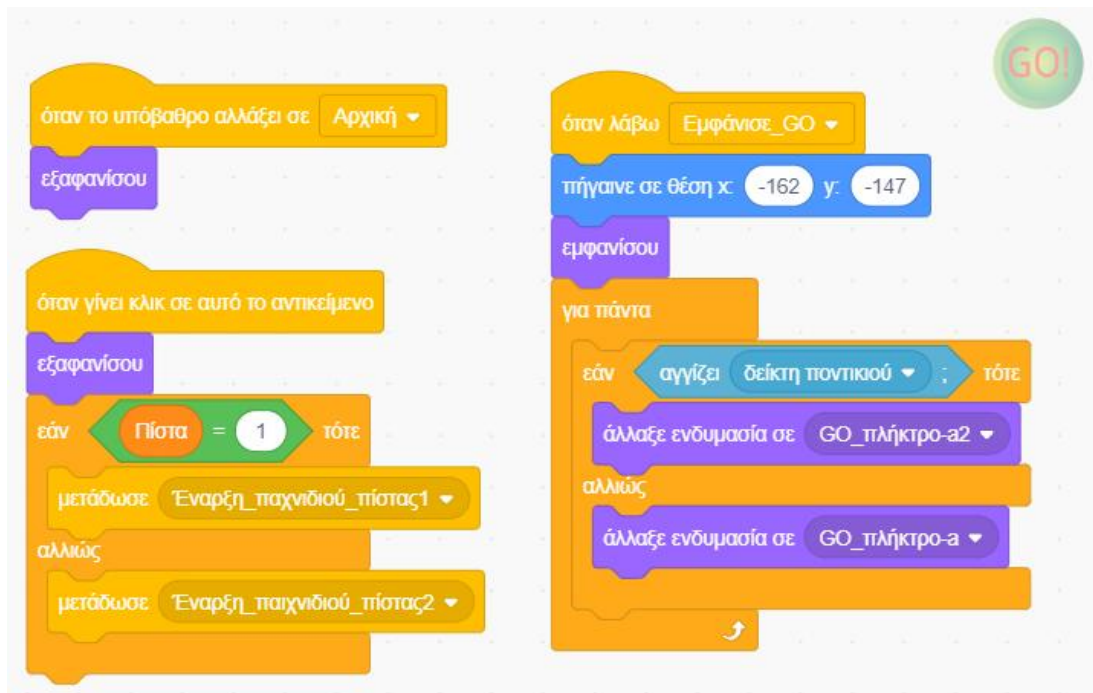 όταν το υπόβαθρο αλλάξει σε Αρχική
εξαφανίσου
όταν γίνει κλικ σε αυτό το αντικείμενο
εξαφανίσου
εάν Πίστα = 1 τότε
μετάδωσε Έναρξη_παχνιδιού_πίστας1
αλλιώς
μετάδωσε Έναρξη_παιχνιδιού_πίστας2
GO!
όταν λάβω Εμφάνισε_GO
πήγαινε σε θέση x: -162 y: -147
εμφανίσου
για πάντα
εάν αγγίζει δείκτη ποντικιού ; τότε
άλλαξε ενδυμασία σε GO_πλήκτρο-a2
αλλιώς
άλλαξε ενδυμασία σε GO_πλήκτρο-a